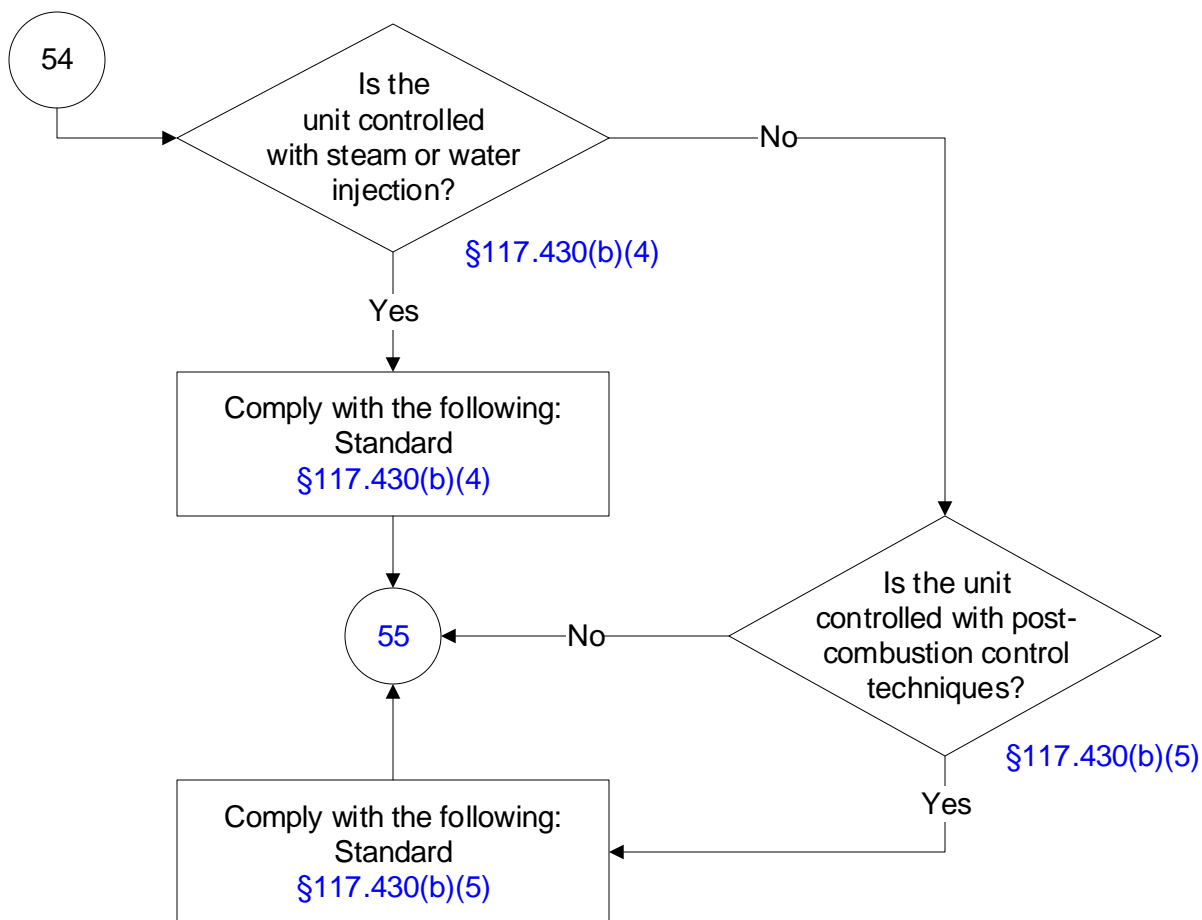 54
Is the
unit controlled
with steam or water
injection?
No
§117.430(b)(4)
Yes
Comply with the following:
Standard
§117.430(b)(4)
Is the unit
controlled with post-
combustion control
techniques?
55
No
§117.430(b)(5)
Yes
Comply with the following:
Standard
§117.430(b)(5)